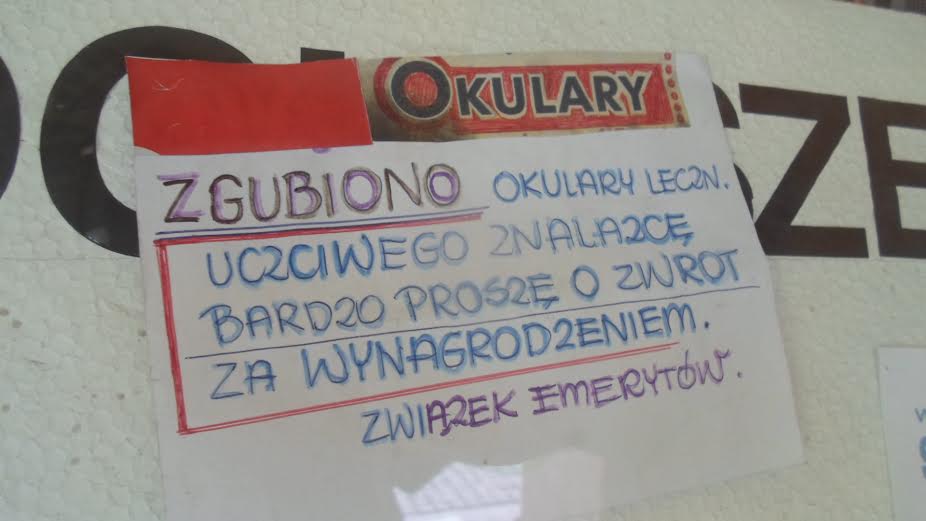 OKULARY
ZGUBIONO OKULARY LECZN.
UCZCIWEGO ZNALAZCĘ
BARDZO PROSZĘ O ZWROT
ZA WYNAGRODZENIEM.
ZWIĄZEK EMERYTÓW.